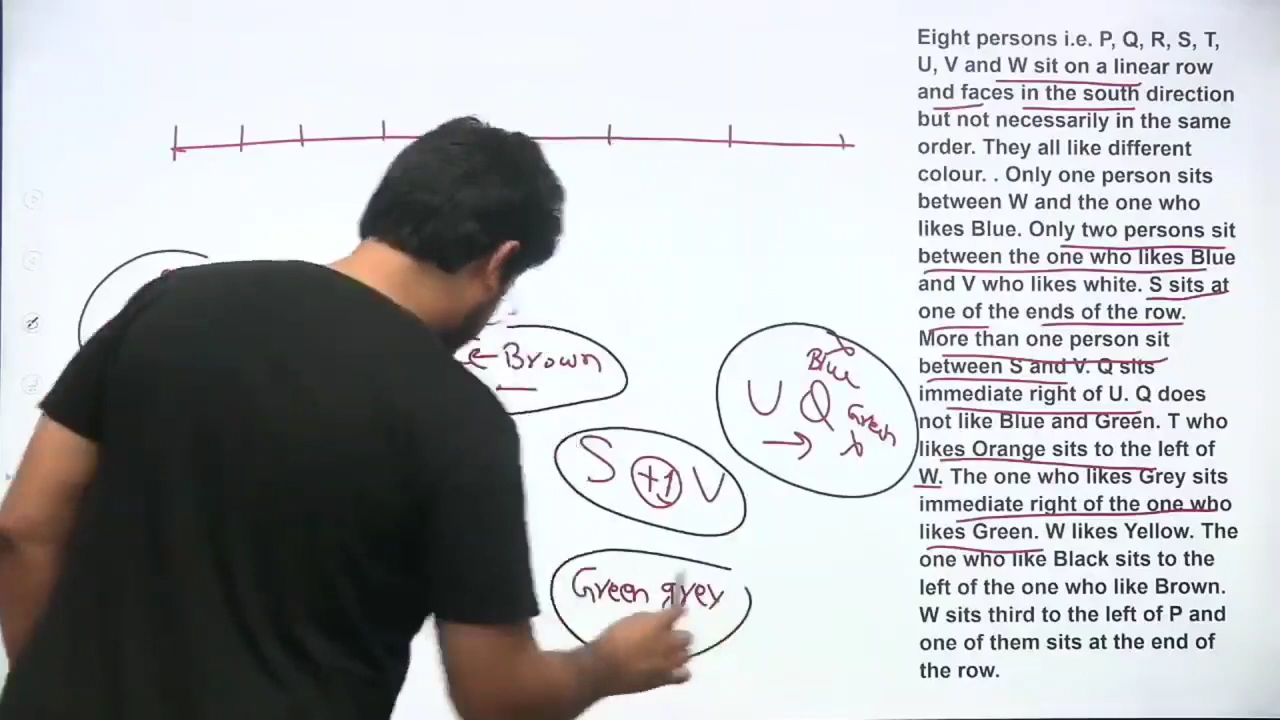 Eight persons i.e. P, Q, R, S, T,
U, V and W sit on a linear row
and faces in the south direction
but not necessarily in the same
order. They all like different
colour. . Only one person sits
between W and the one who
likes Blue. Only two persons sit
between the one who likes Blue
and V who likes white. S sits at
one of the ends of the row.
More than one person sit
between S and V. Q sits
immediate right of U. Q does
not like Blue and Green. T who
likes Orange sits to the left of
W. The one who likes Grey sits
immediate right of the one who
likes Green. W likes Yellow. The
one who like Black sits to the
left of the one who like Brown.
W sits third to the left of P and
one of them sits at the end of
the row.
Brown
Blue
U Q Green
S +1 V
Green grey